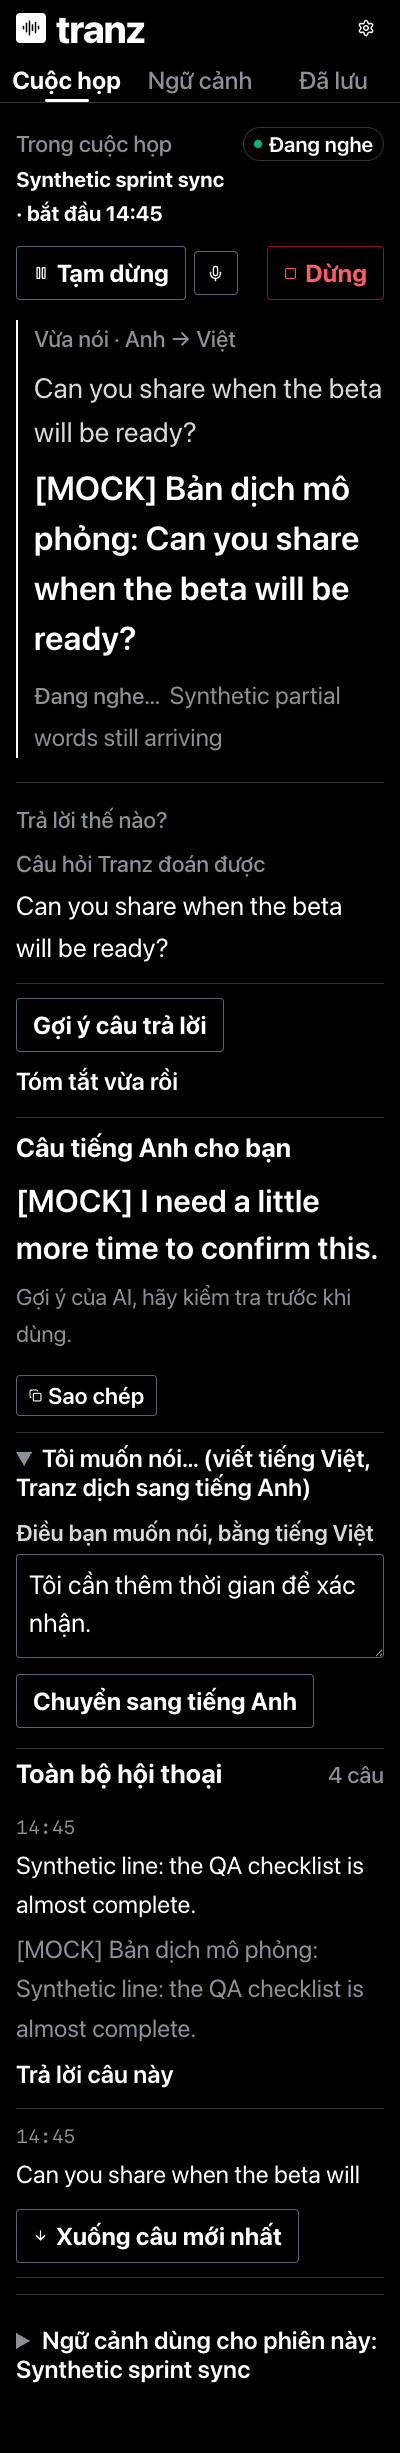 tranz
Cuộc họp
Ngữ cảnh
Đã lưu
Trong cuộc họp
Đang nghe
Synthetic sprint sync
· bắt đầu 14:45
Tạm dừng
Dừng
Vừa nói · Anh → Việt
Can you share when the beta
will be ready?
[MOCK] Bản dịch mô
phỏng: Can you share
when the beta will be
ready?
Đang nghe… Synthetic partial
words still arriving
Trả lời thế nào?
Câu hỏi Tranz đoán được
Can you share when the beta
will be ready?
Gợi ý câu trả lời
Tóm tắt vừa rồi
Câu tiếng Anh cho bạn
[MOCK] I need a little
more time to confirm this.
Gợi ý của AI, hãy kiểm tra trước khi
dùng.
Sao chép
Tôi muốn nói… (viết tiếng Việt,
Tranz dịch sang tiếng Anh)
Điều bạn muốn nói, bằng tiếng Việt
Tôi cần thêm thời gian để xác
nhận.
Chuyển sang tiếng Anh
Toàn bộ hội thoại
4 câu
14:45
Synthetic line: the QA checklist is
almost complete.
[MOCK] Bản dịch mô phỏng:
Synthetic line: the QA checklist is
almost complete.
Trả lời câu này
14:45
Can you share when the beta will
Xuống câu mới nhất
Ngữ cảnh dùng cho phiên này:
Synthetic sprint sync